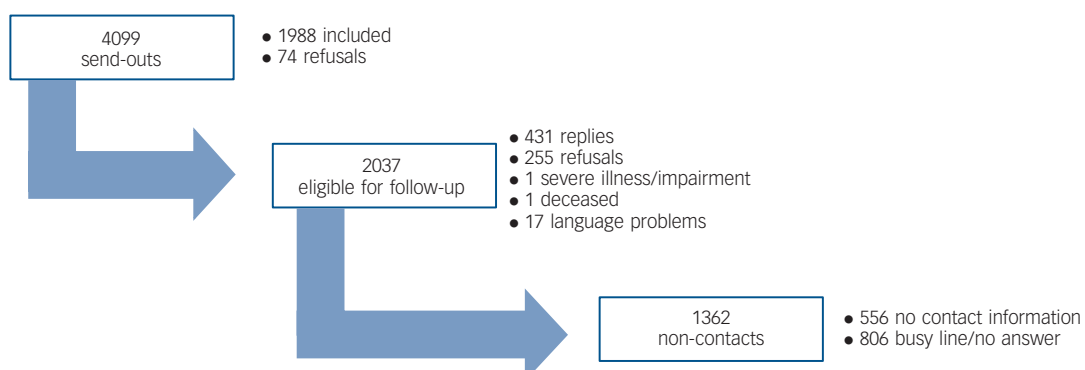 4099
send-outs
● 1988 included
● 74 refusals
2037
eligible for follow-up
● 431 replies
● 255 refusals
● 1 severe illness/impairment
● 1 deceased
● 17 language problems
1362
non-contacts
● 556 no contact information
● 806 busy line/no answer